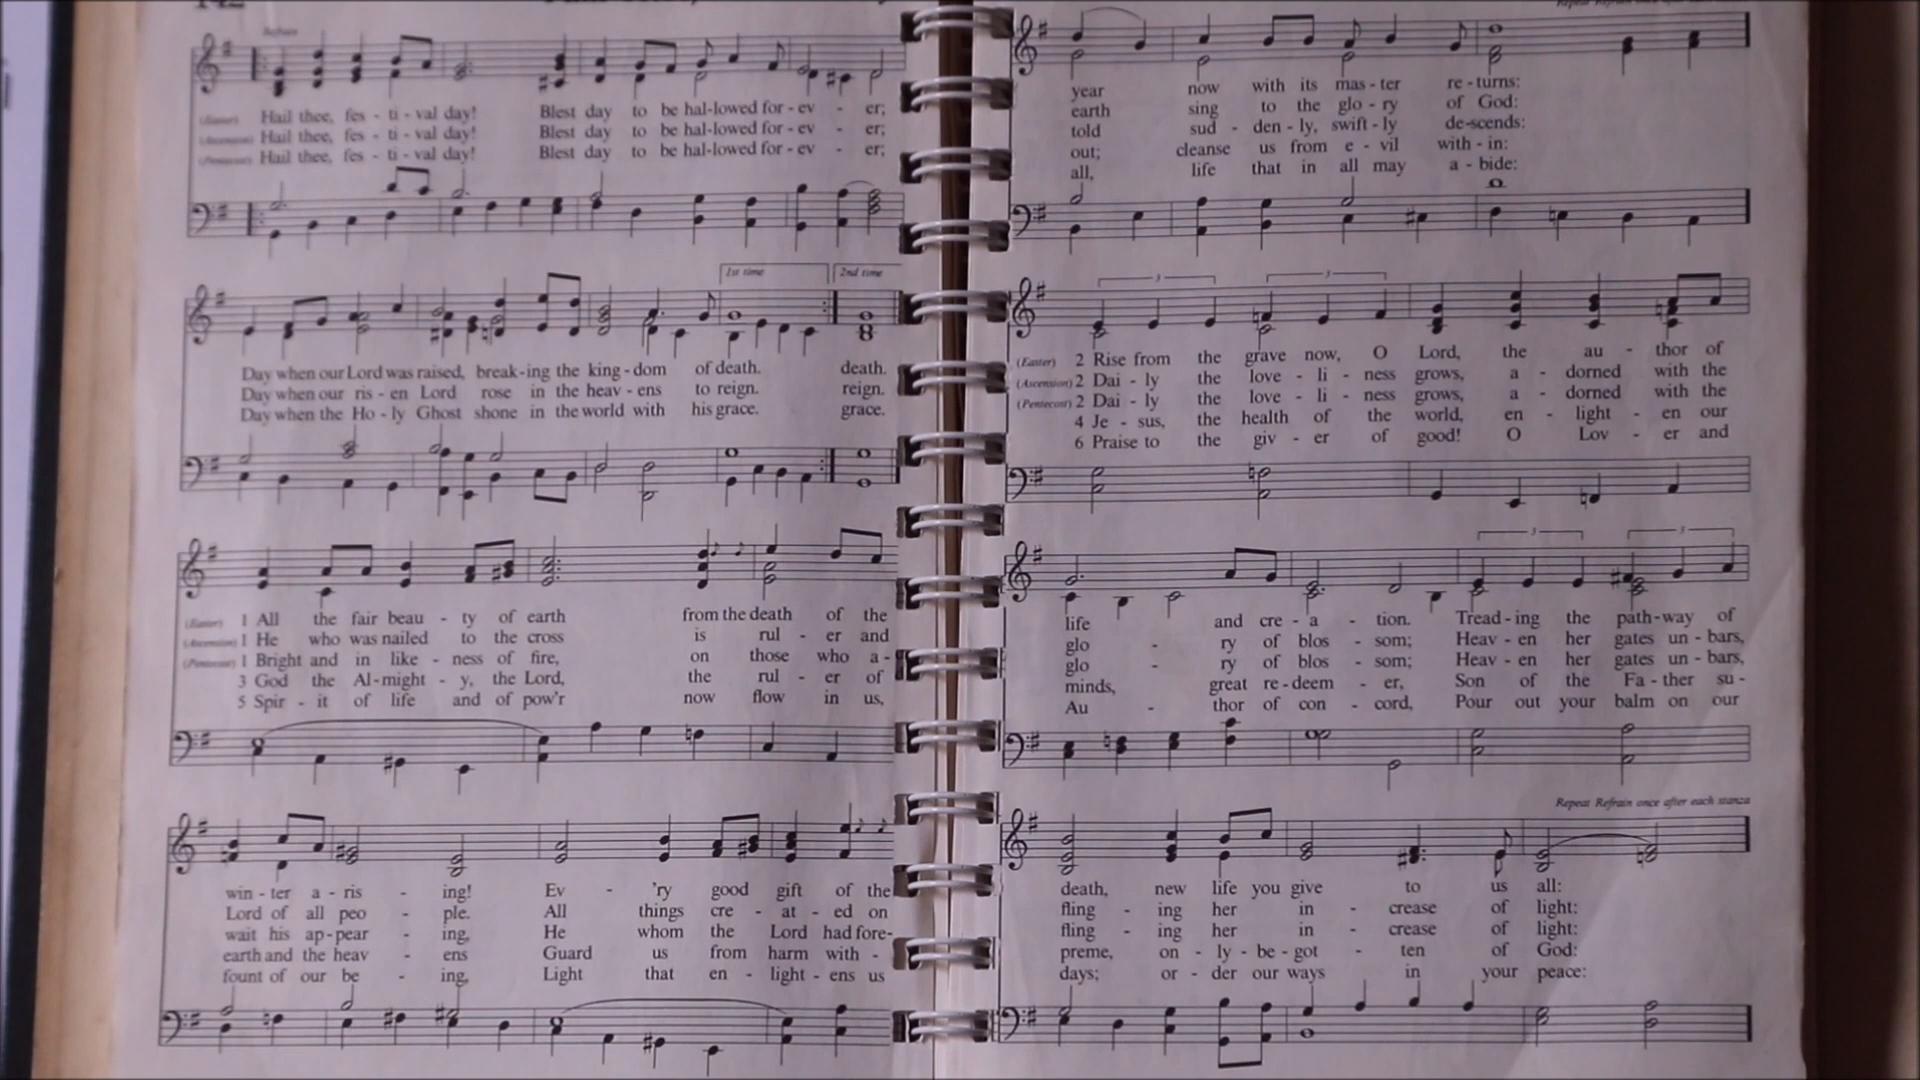 142
Refrain
(Easter) Hail thee, fes - ti - val day! Blest day to be hal-lowed for - ev - er;
(Ascension) Hail thee, fes - ti - val day! Blest day to be hal-lowed for - ev - er;
(Pentecost) Hail thee, fes - ti - val day! Blest day to be hal-lowed for - ev - er;
1st time 2nd time
Day when our Lord was raised, break-ing the king-dom of death. death.
Day when our ris - en Lord rose in the heav - ens to reign. reign.
Day when the Ho - ly Ghost shone in the world with his grace. grace.
(Easter) 1 All the fair beau - ty of earth from the death of the
(Ascension) 1 He who was nailed to the cross is rul - er and
(Pentecost) 1 Bright and in like - ness of fire, on those who a-
3 God the Al-might - y, the Lord, the rul - er of
5 Spir - it of life and of pow'r now flow in us,
win - ter a - ris - ing! Ev - 'ry good gift of the
Lord of all peo - ple. All things cre - at - ed on
wait his ap-pear - ing, He whom the Lord had fore-
earth and the heav - ens Guard us from harm with -
fount of our be - ing, Light that en - light - ens us
Repeat Refrain once after each stanza
year now with its mas - ter re - turns:
earth sing to the glo - ry of God:
told sud - den - ly, swift - ly de-scends:
out; cleanse us from e - vil with - in:
all, life that in all may a - bide:
3 3
(Easter) 2 Rise from the grave now, O Lord, the au - thor of
(Ascension) 2 Dai - ly the love - li - ness grows, a - dorned with the
(Pentecost) 2 Dai - ly the love - li - ness grows, a - dorned with the
4 Je - sus, the health of the world, en - light - en our
6 Praise to the giv - er of good! O Lov - er and
3 3
life and cre - a - tion. Tread-ing the path-way of
glo - ry of blos - som; Heav - en her gates un - bars,
glo - ry of blos - som; Heav - en her gates un - bars,
minds, great re-deem - er, Son of the Fa - ther su -
Au - thor of con - cord, Pour out your balm on our
Repeat Refrain once after each stanza
death, new life you give to us all:
fling - ing her in - crease of light:
fling - ing her in - crease of light:
preme, on - ly - be - got - ten of God:
days; or - der our ways in your peace: